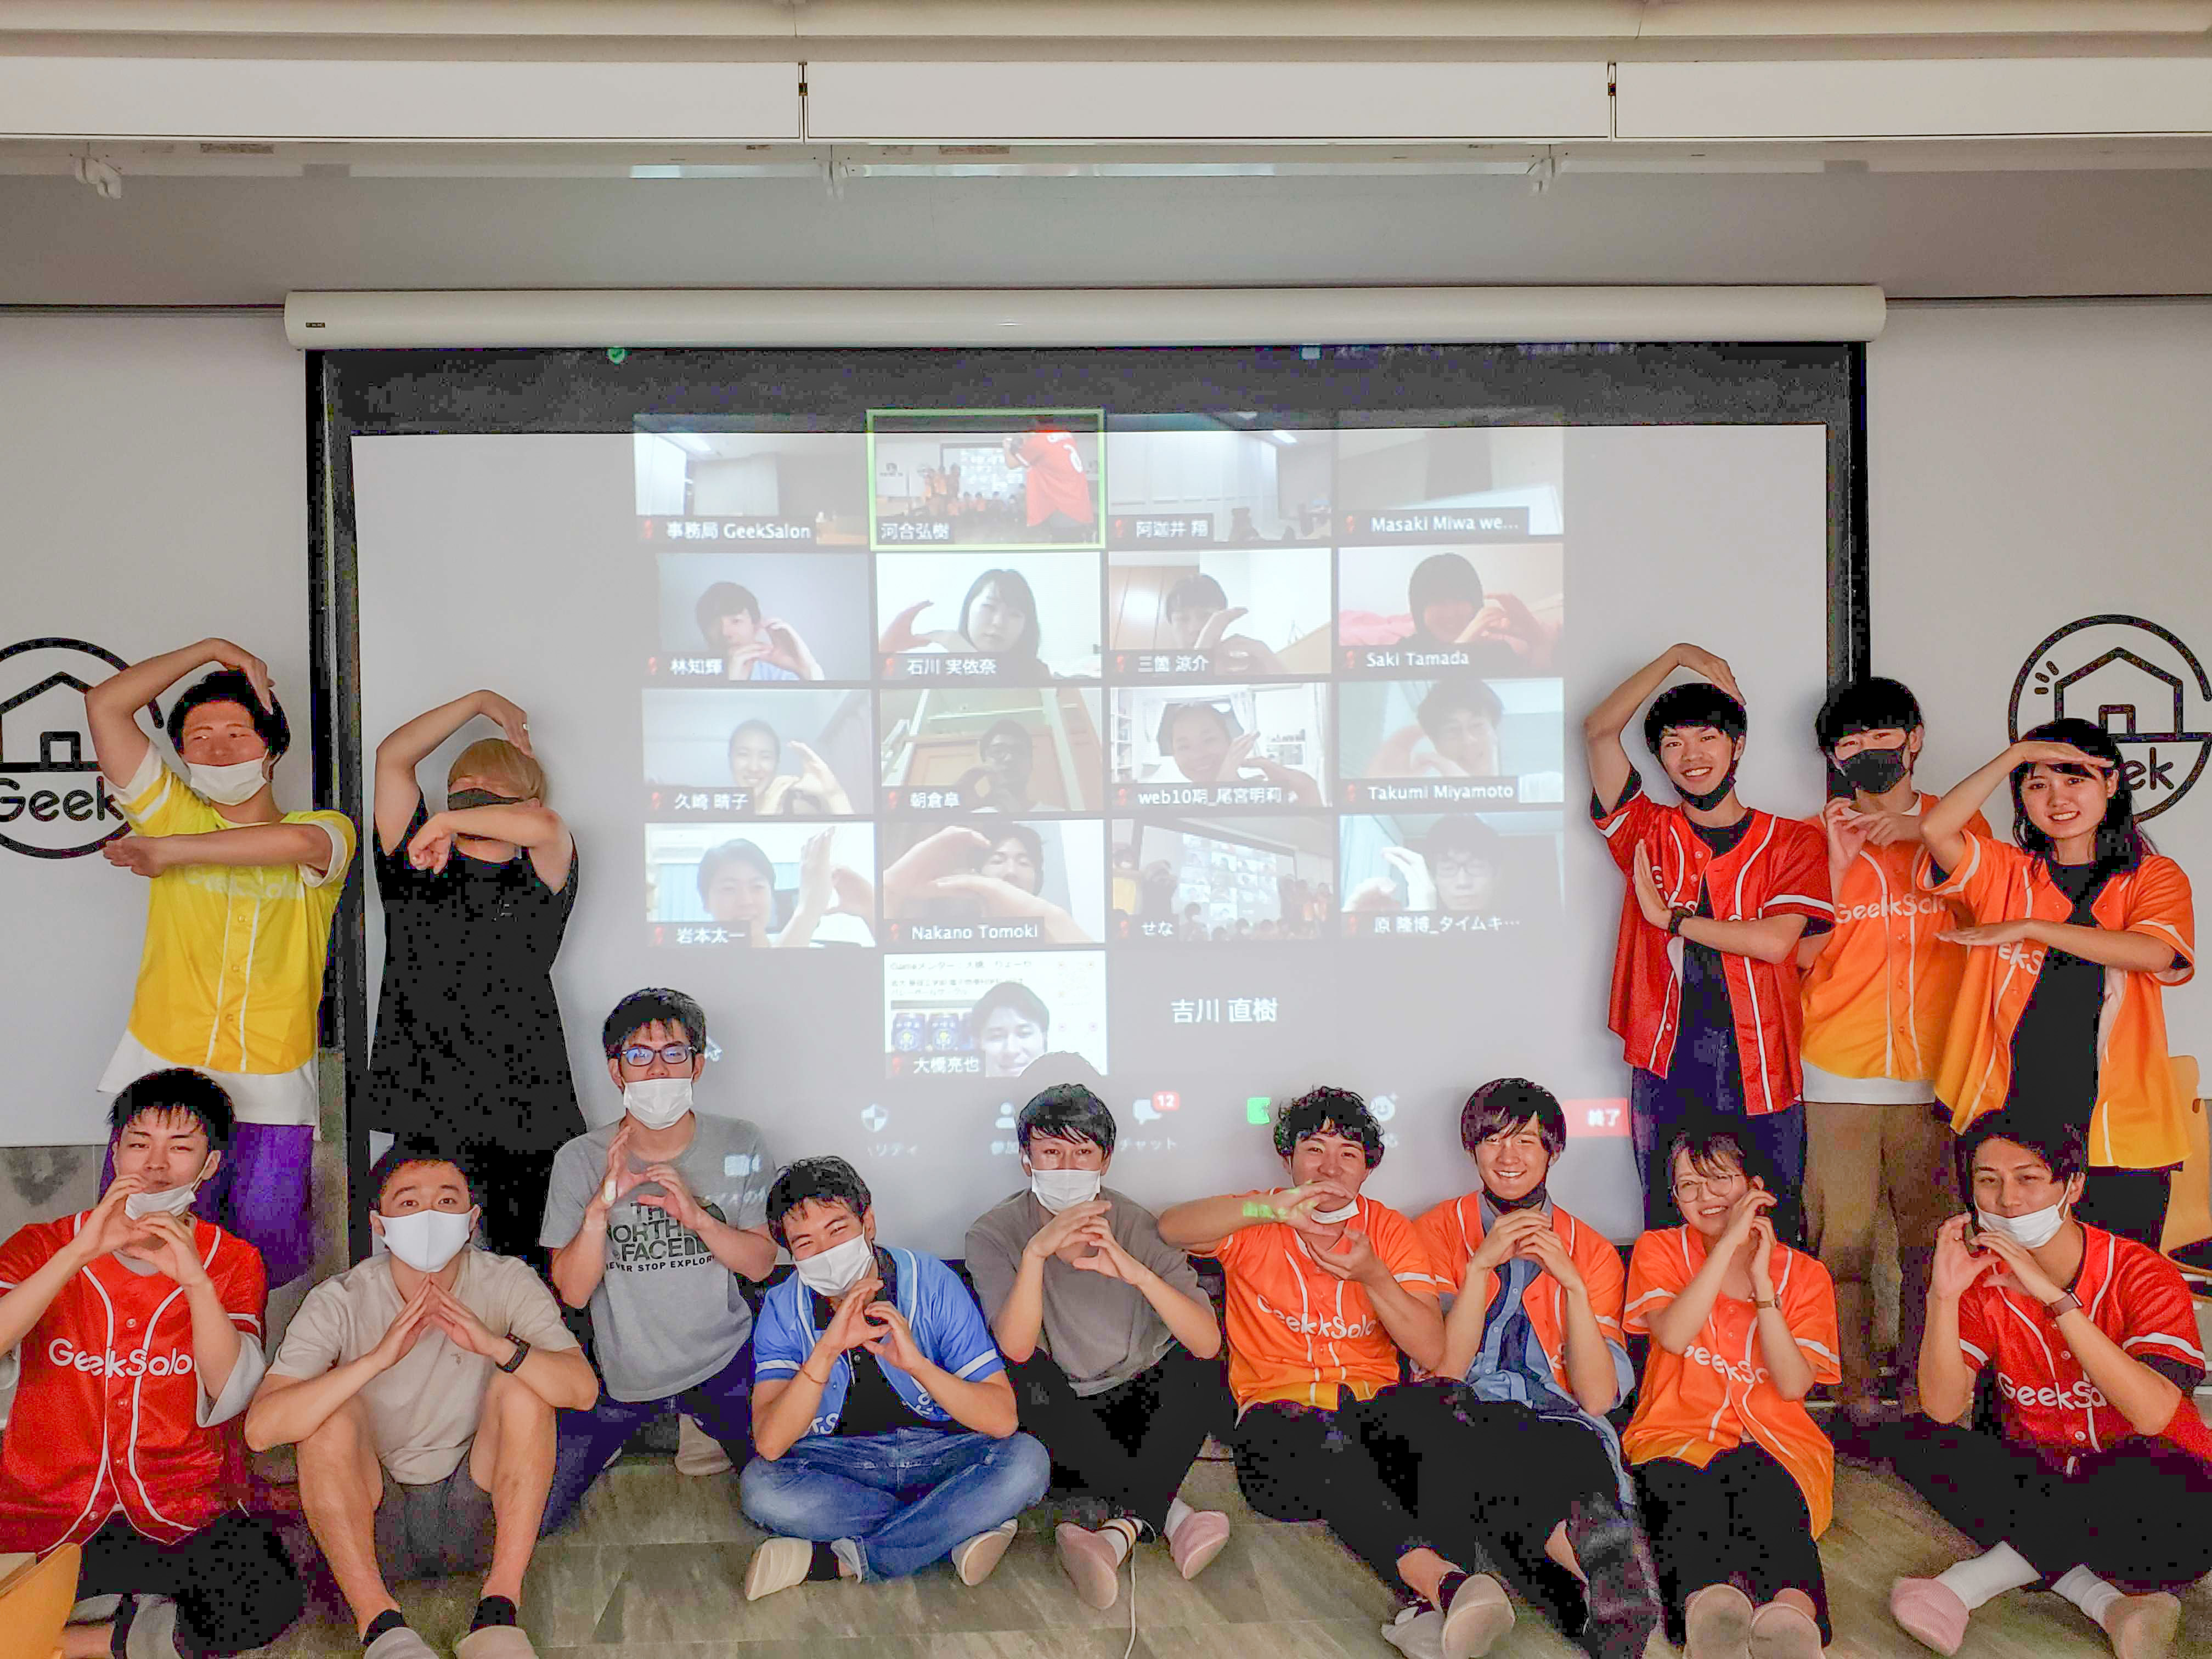 事務局 GeekSalon
河合弘樹
阿迦井 翔
Masaki Miwa we...
林知輝
石川 実依奈
三箇 涼介
Saki Tamada
久崎 晴子
朝倉阜
web10期_尾宮明莉
Takumi Miyamoto
岩本太一
Nakano Tomoki
せな
原 隆博_タイムキ...
大橋亮也
吉川 直樹
12
チャット
終了
Geek
ek
GeekSalo
THE
NORTH
FACE
NEVER STOP EXPLORI
GeekSalo
GeekSalo
GeekSa